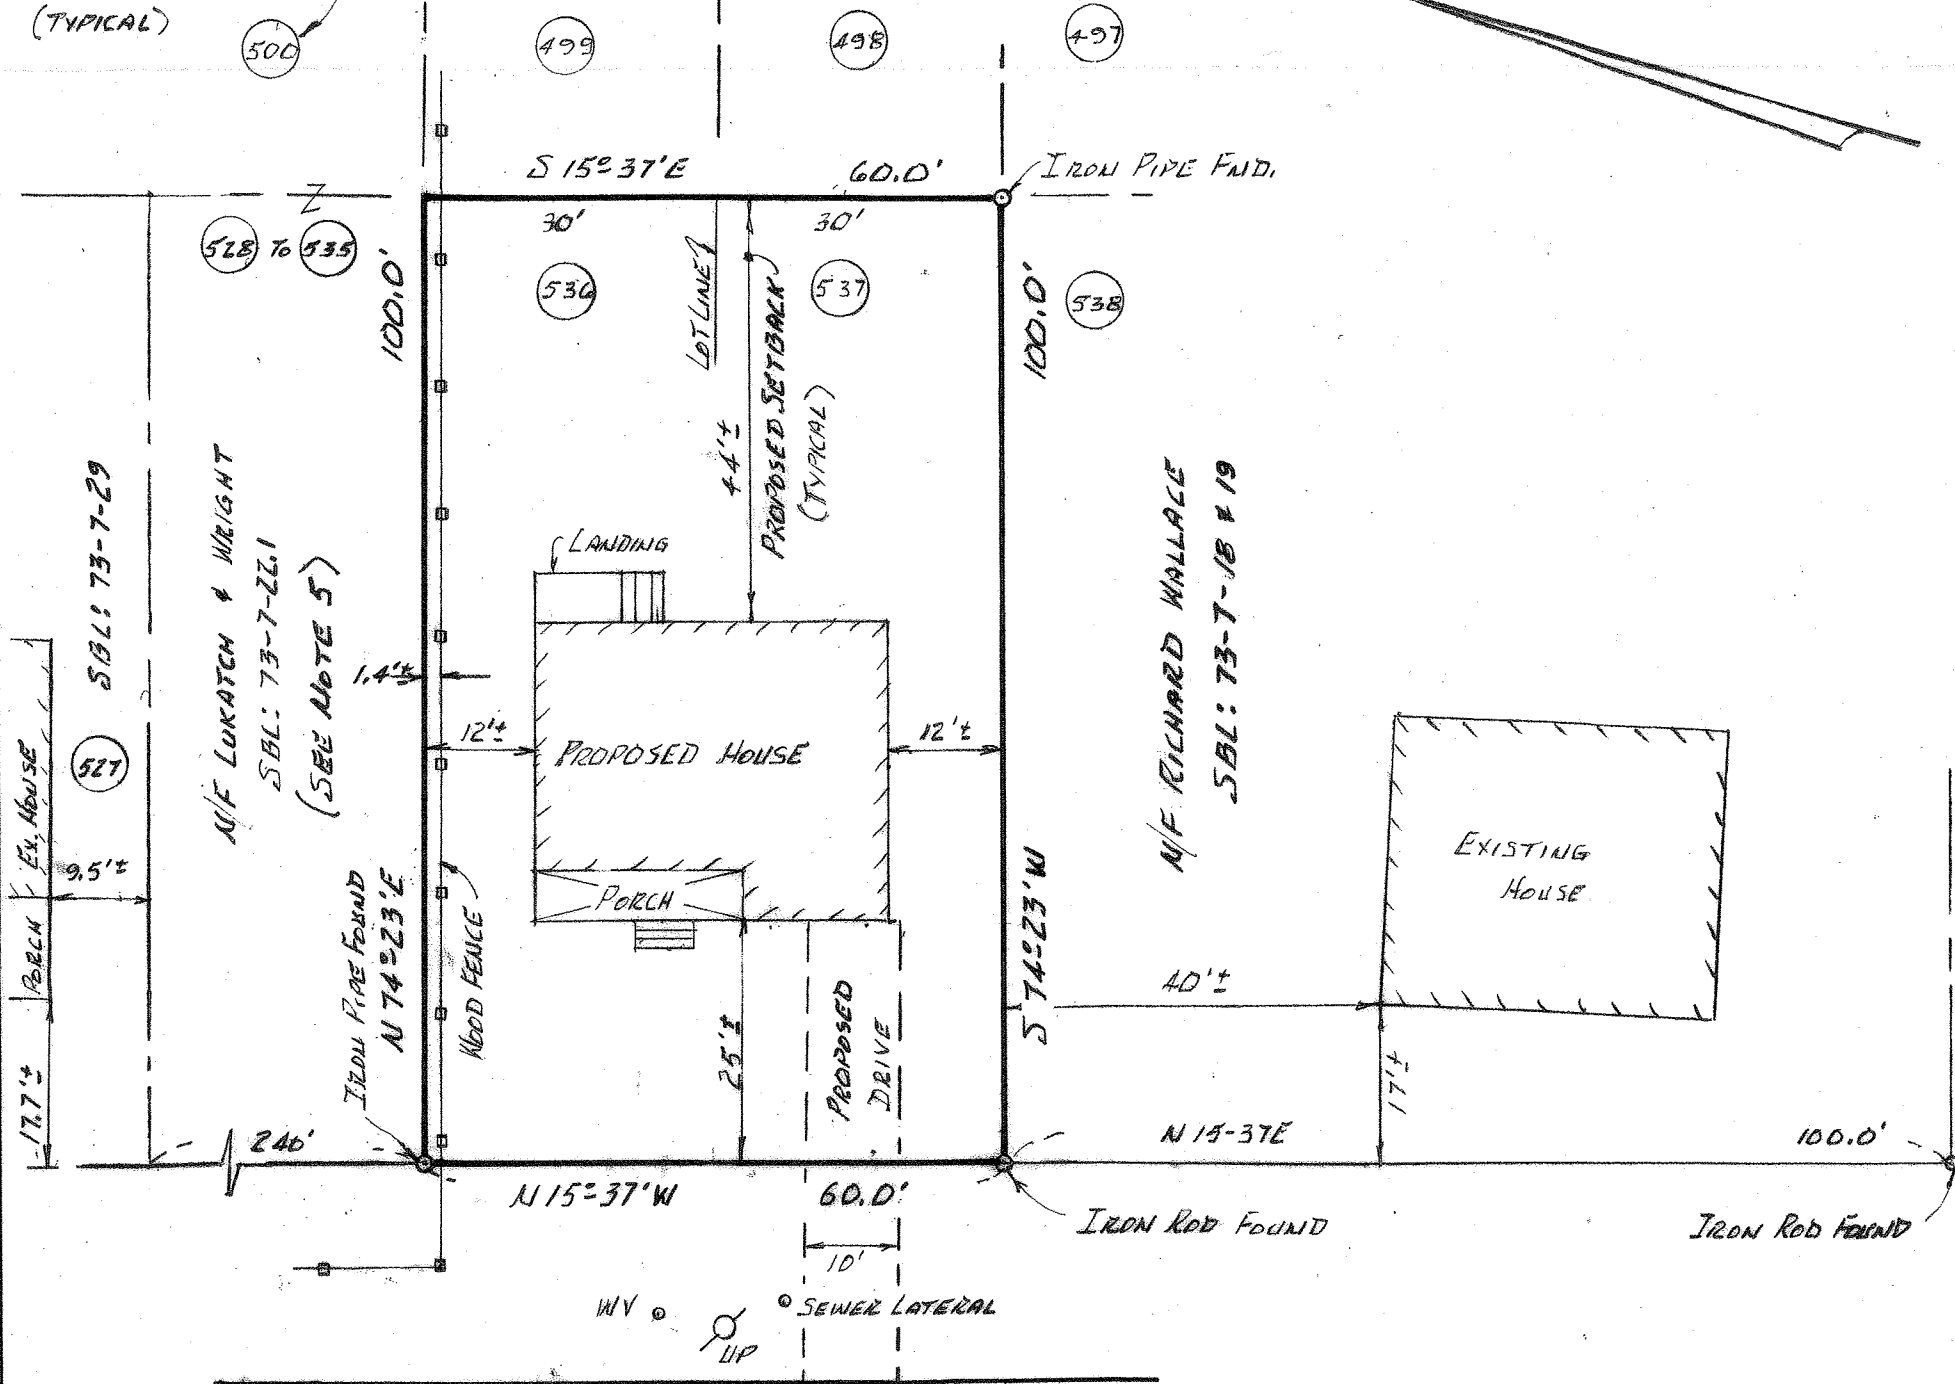 (TYPICAL)
500
499
498
497
S 15°-37'E
60.0'
IRON PIPE FND.
30'
30'
528 TO 535
100.0'
536
LOT LINE
PROPOSED SETBACK
(TYPICAL)
537
100.0'
538
44'±
SBL: 73-7-29
N/F LUKATCH & WRIGHT
SBL: 73-7-22.1
(SEE NOTE 5)
LANDING
N/F RICHARD WALLACE
SBL: 73-7-18 & 19
1.4'±
12'±
PROPOSED HOUSE
12'±
527
EX. HOUSE
9.5'±
PORCH
17.7'±
IRON PIPE FOUND
N 74°-23'E
WOOD FENCE
PORCH
25'±
PROPOSED
DRIVE
S 74°-23'W
EXISTING
HOUSE
40'±
17'±
240'
N 15-37E
100.0'
N 15°-37'W
60.0'
IRON ROD FOUND
IRON ROD FOUND
10'
WV
SEWER LATERAL
UP